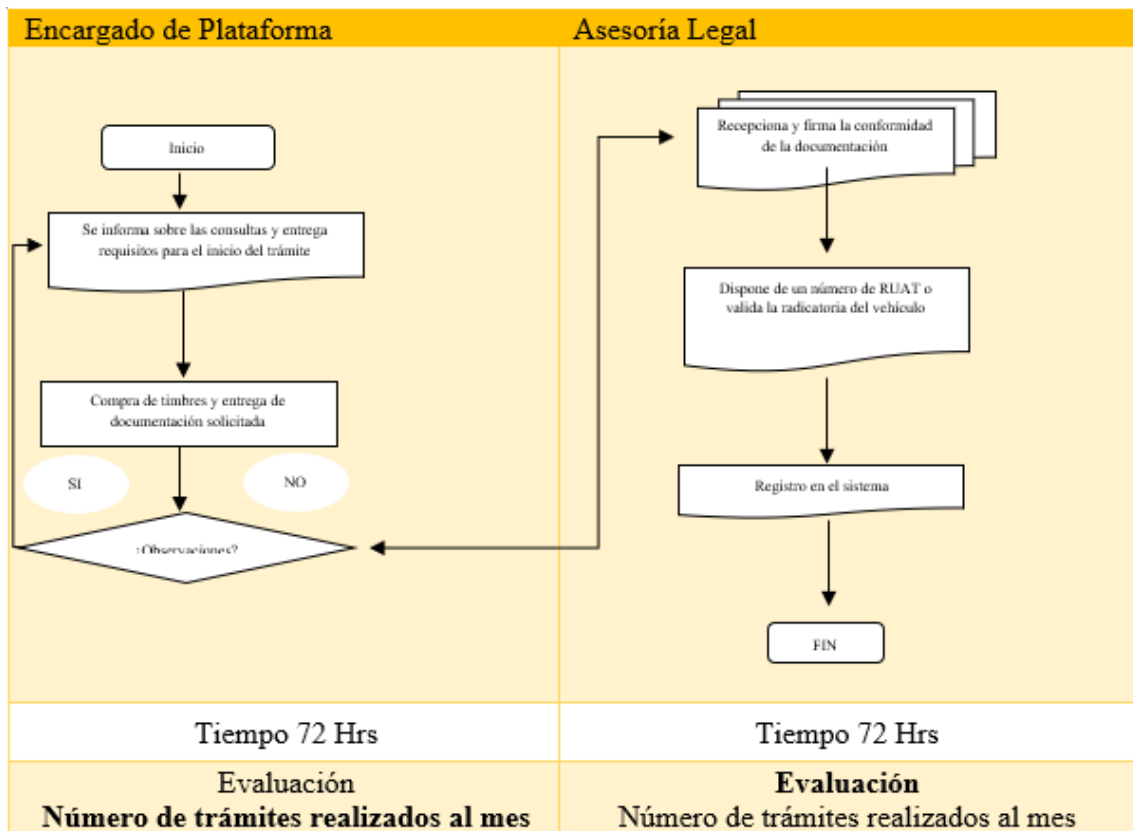 Encargado de Plataforma
Asesoría Legal
Inicio
Se informa sobre las consultas y entrega
requisitos para el inicio del trámite
Compra de timbres y entrega de
documentación solicitada
SI
NO
¿Observaciones?
Recepciona y firma la conformidad
de la documentación
Dispone de un número de RUAT o
valida la radicatoria del vehículo
Registro en el sistema
FIN
Tiempo 72 Hrs
Tiempo 72 Hrs
Evaluación
Número de trámites realizados al mes
Evaluación
Número de trámites realizados al mes